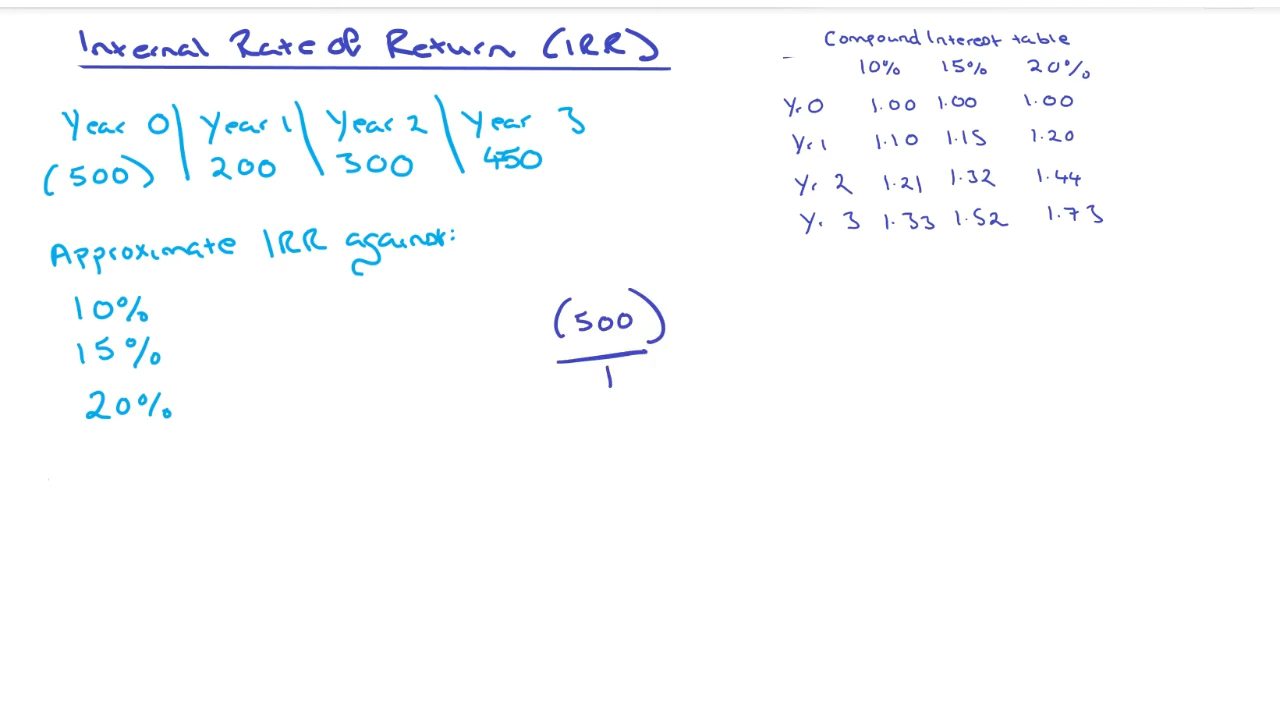 Internal Rate of Return (IRR)
Year 0 Year 1 Year 2 Year 3
(500) 200 300 450
Approximate IRR against:
10%
15%
20%
(500)
1
Compound Interest table
10% 15% 20%
Yr 0 1.00 1.00 1.00
Yr 1 1.10 1.15 1.20
Yr 2 1.21 1.32 1.44
Yr 3 1.33 1.52 1.73